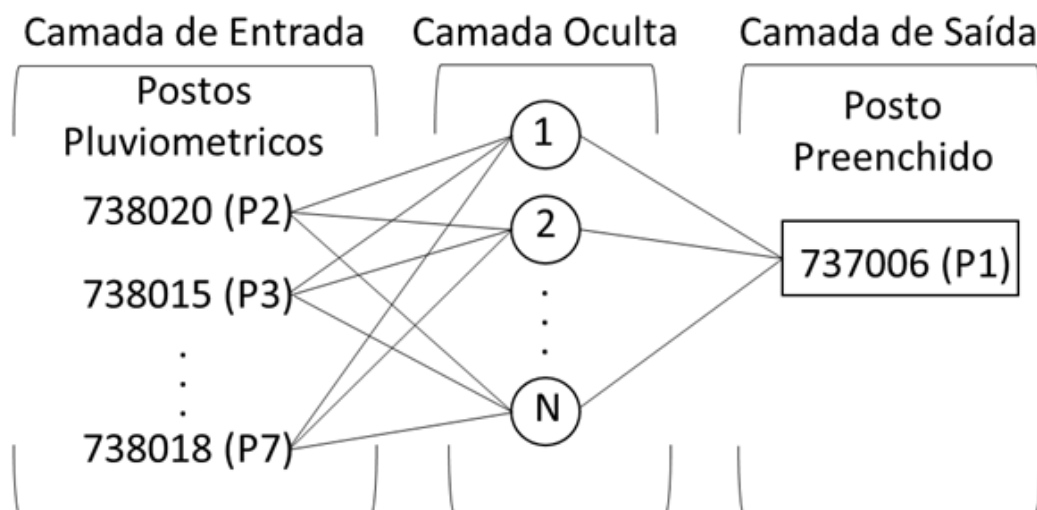 Camada de Entrada
Postos
Pluviometricos
738020 (P2)
738015 (P3)
.
.
.
738018 (P7)
Camada Oculta
1
2
.
.
.
N
Camada de Saída
Posto
Preenchido
737006 (P1)